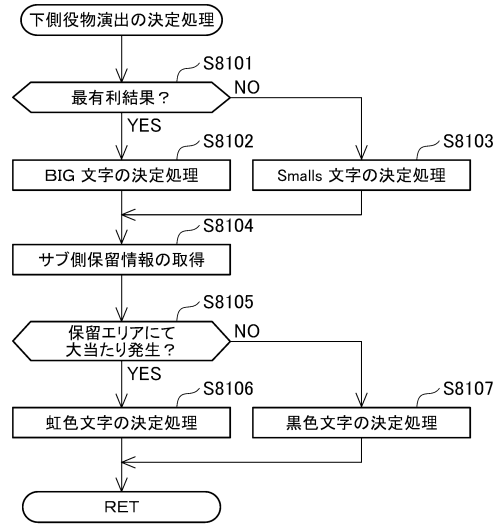 下側役物演出の決定処理
S8101
最有利結果？
NO
YES
S8102
S8103
BIG 文字の決定処理
Smalls 文字の決定処理
S8104
サブ側保留情報の取得
S8105
保留エリアにて
大当たり発生？
NO
YES
S8106
S8107
虹色文字の決定処理
黒色文字の決定処理
RET